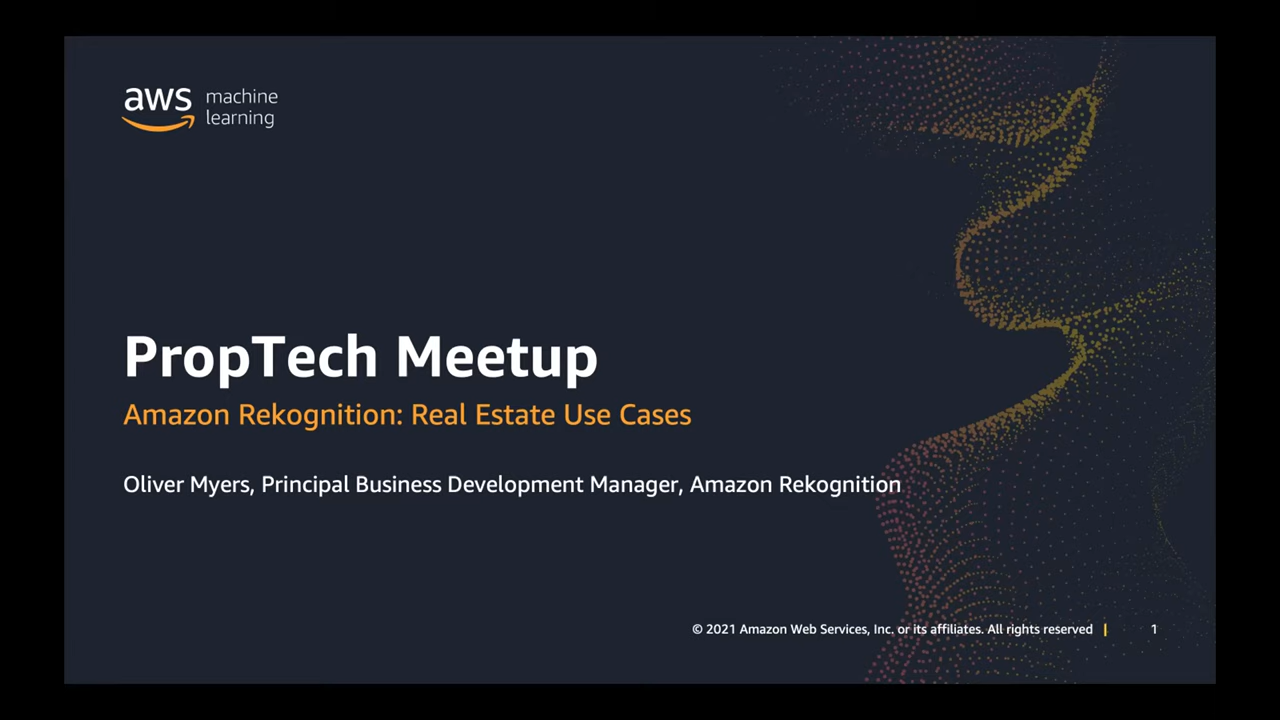 aws machine
learning
PropTech Meetup
Amazon Rekognition: Real Estate Use Cases
Oliver Myers, Principal Business Development Manager, Amazon Rekognition
© 2021 Amazon Web Services, Inc. or its affiliates. All rights reserved | 1